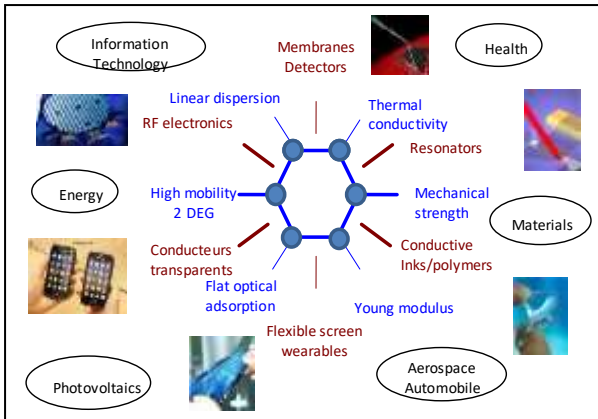 Information
Technology
Membranes
Detectors
Health
Linear dispersion
Thermal
conductivity
RF electronics
Resonators
Energy
High mobility
2 DEG
Mechanical
strength
Materials
Conducteurs
transparents
Conductive
Inks/polymers
Flat optical
adsorption
Young modulus
Flexible screen
wearables
Photovoltaics
Aerospace
Automobile